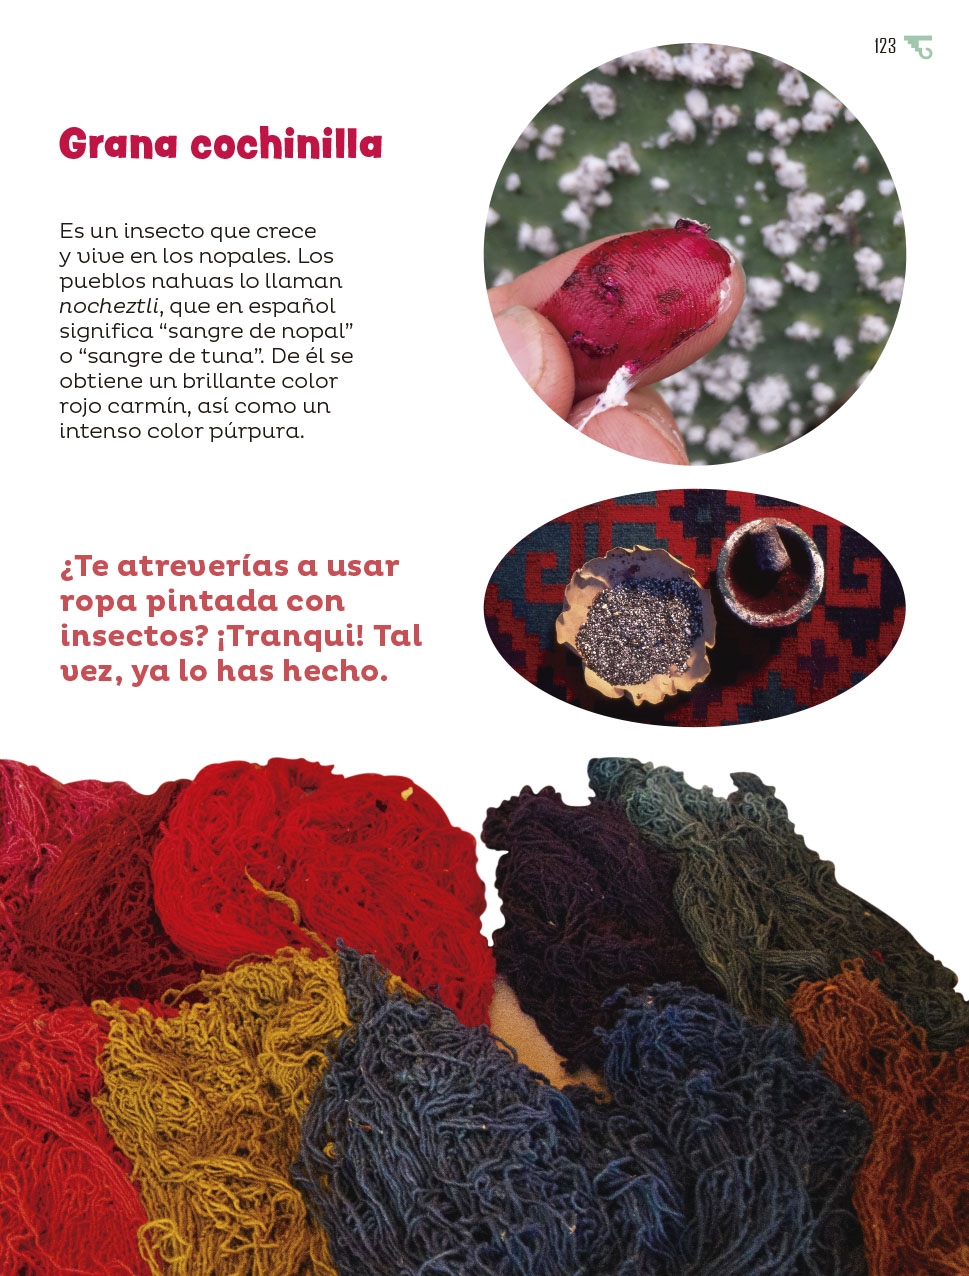 123
Grana cochinilla
Es un insecto que crece
y vive en los nopales. Los
pueblos nahuas lo llaman
nocheztli, que en español
significa “sangre de nopal”
o “sangre de tuna”. De él se
obtiene un brillante color
rojo carmín, así como un
intenso color púrpura.
¿Te atreverías a usar
ropa pintada con
insectos? ¡Tranqui! Tal
vez, ya lo has hecho.